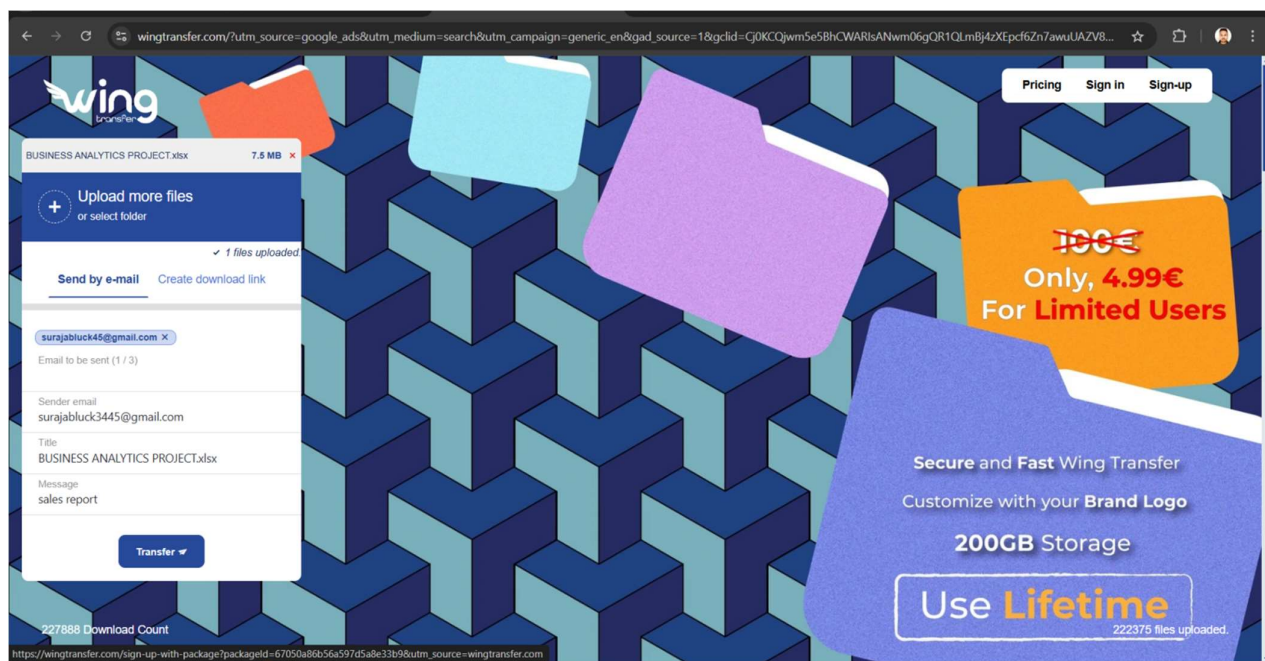 wingtransfer.com/?utm_source=google_ads&utm_medium=search&utm_campaign=generic_en&gad_source=1&gclid=Cj0KCQjwm5e5BhCWARIsANwm06gQR1QLmBj4zXEpcf6Zn7awuUAZV8...
wing
transfer
Pricing Sign in Sign-up
BUSINESS ANALYTICS PROJECT.xlsx 7.5 MB ×
+ Upload more files
or select folder
✓ 1 files uploaded.
Send by e-mail Create download link
surajabluck45@gmail.com ×
Email to be sent (1 / 3)
Sender email
surajabluck3445@gmail.com
Title
BUSINESS ANALYTICS PROJECT.xlsx
Message
sales report
Transfer
100€
Only, 4.99€
For Limited Users
Secure and Fast Wing Transfer
Customize with your Brand Logo
200GB Storage
Use Lifetime
227888 Download Count
222375 files uploaded.
https://wingtransfer.com/sign-up-with-package?packageId=67050a86b56a597d5a8e33b9&utm_source=wingtransfer.com